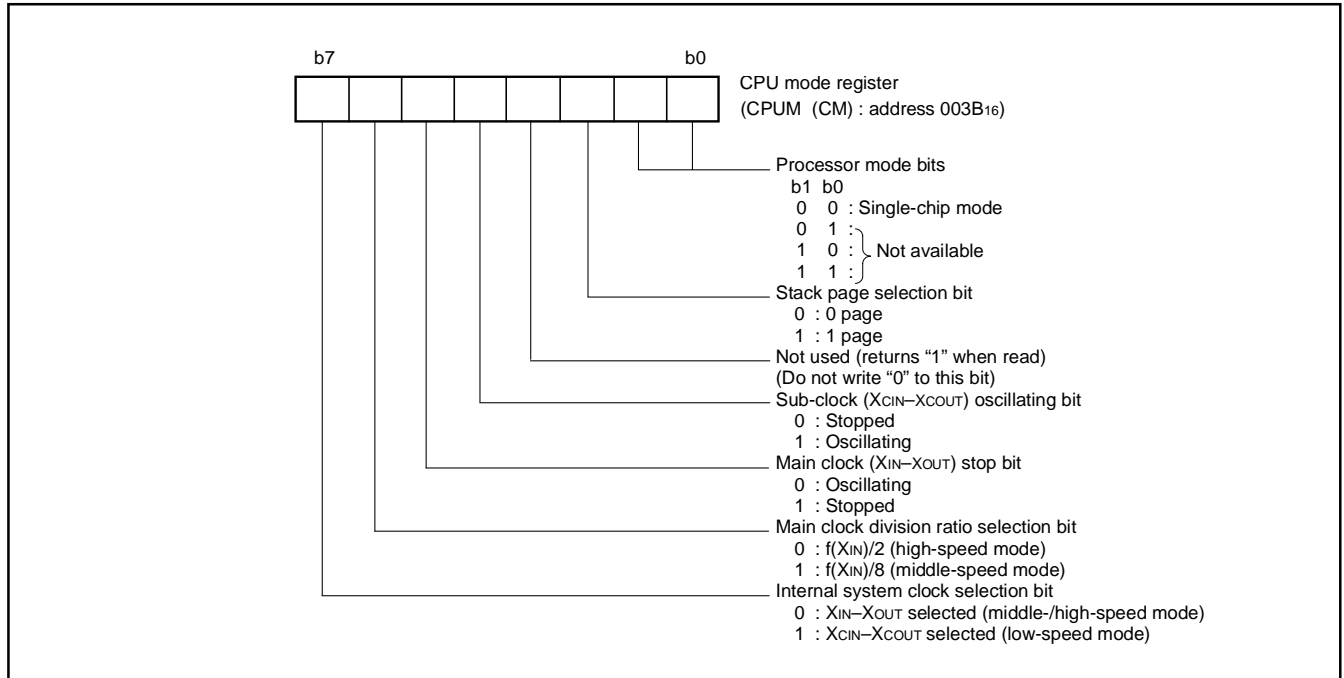 b7 b0
CPU mode register
(CPUM (CM) : address 003B16)
Processor mode bits
b1 b0
0 0 : Single-chip mode
0 1 :
1 0 : Not available
1 1 :
Stack page selection bit
0 : 0 page
1 : 1 page
Not used (returns “1” when read)
(Do not write “0” to this bit)
Sub-clock (XCIN–XCOUT) oscillating bit
0 : Stopped
1 : Oscillating
Main clock (XIN–XOUT) stop bit
0 : Oscillating
1 : Stopped
Main clock division ratio selection bit
0 : f(XIN)/2 (high-speed mode)
1 : f(XIN)/8 (middle-speed mode)
Internal system clock selection bit
0 : XIN–XOUT selected (middle-/high-speed mode)
1 : XCIN–XCOUT selected (low-speed mode)